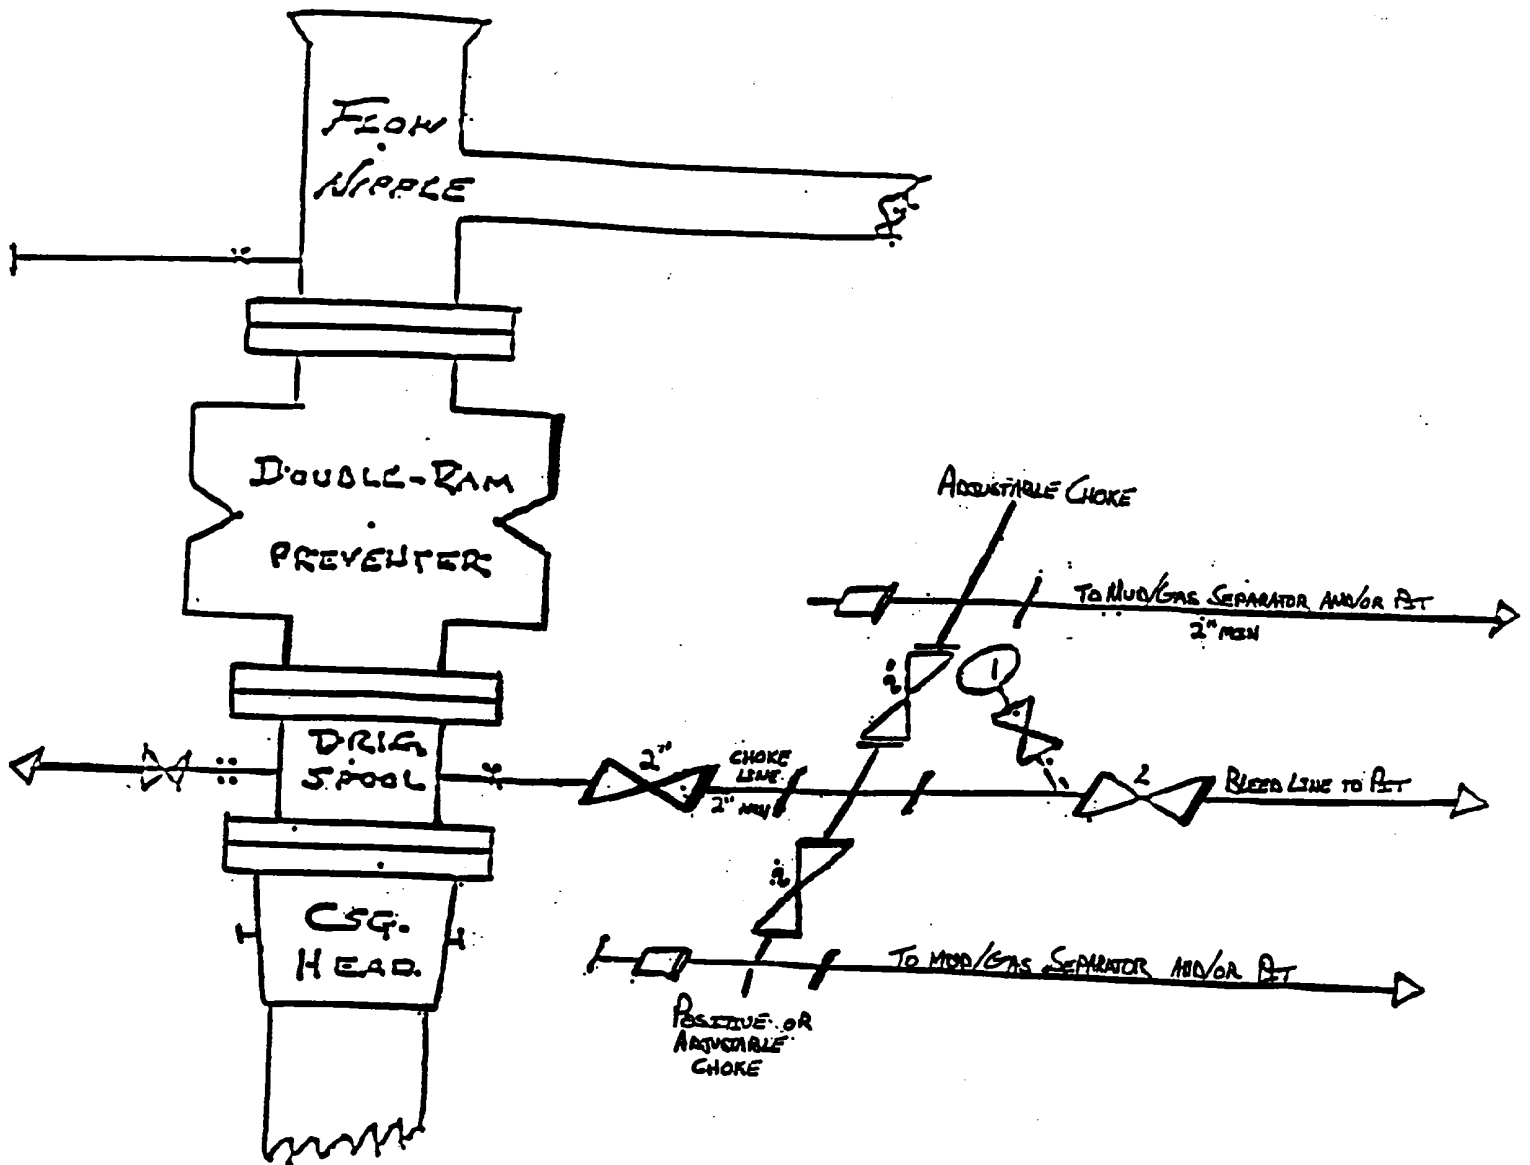 FLOW
NIPPLE
DOUBLE-RAM
PREVENTER
ADJUSTABLE CHOKE
TO MUD/GAS SEPARATOR AND/OR PIT
2" MIN
1
DRLG
SPOOL
2"
CHOKE
LINE
2" MIN
2
BLEED LINE TO PIT
CSG.
HEAD
TO MUD/GAS SEPARATOR AND/OR PIT
POSITIVE OR
ADJUSTABLE
CHOKE